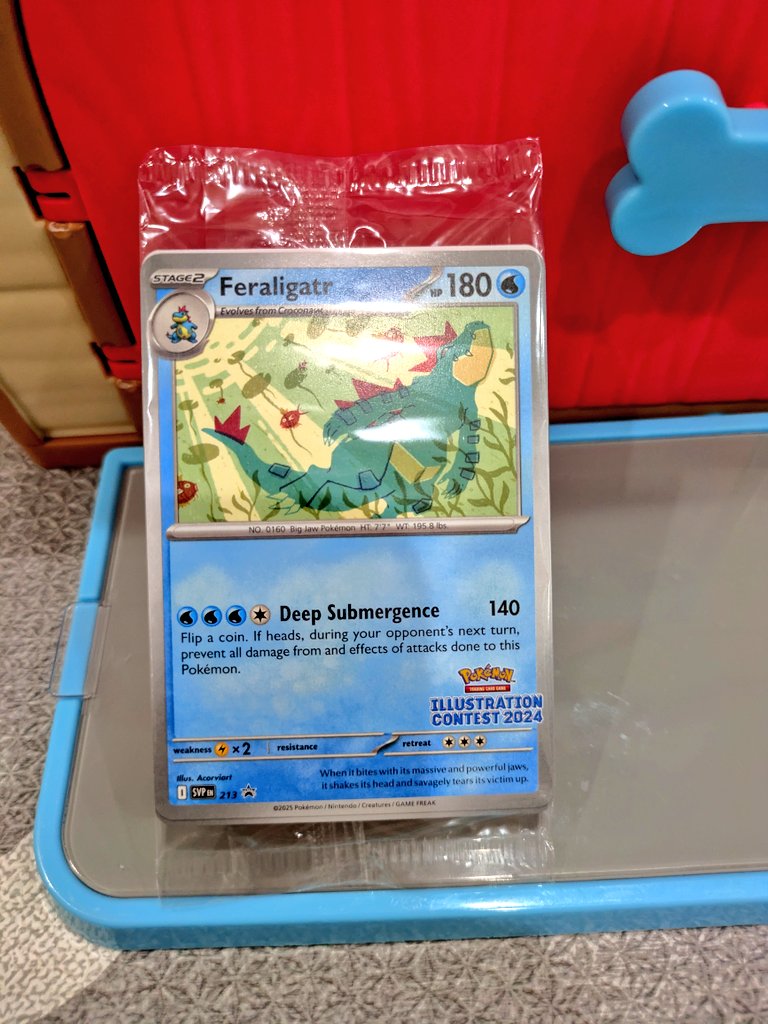 STAGE2 Feraligatr HP 180
Evolves from Croconaw
NO. 0160 Big Jaw Pokémon HT: 7'7" WT: 195.8 lbs.
Deep Submergence 140
Flip a coin. If heads, during your opponent's next turn,
prevent all damage from and effects of attacks done to this
Pokémon.
Pokémon
TRADING CARD GAME
ILLUSTRATION
CONTEST 2024
weakness ×2 resistance retreat
Illus. Acorviart
When it bites with its massive and powerful jaws,
it shakes its head and savagely tears its victim up.
I SVP EN 213
©2025 Pokémon / Nintendo / Creatures / GAME FREAK